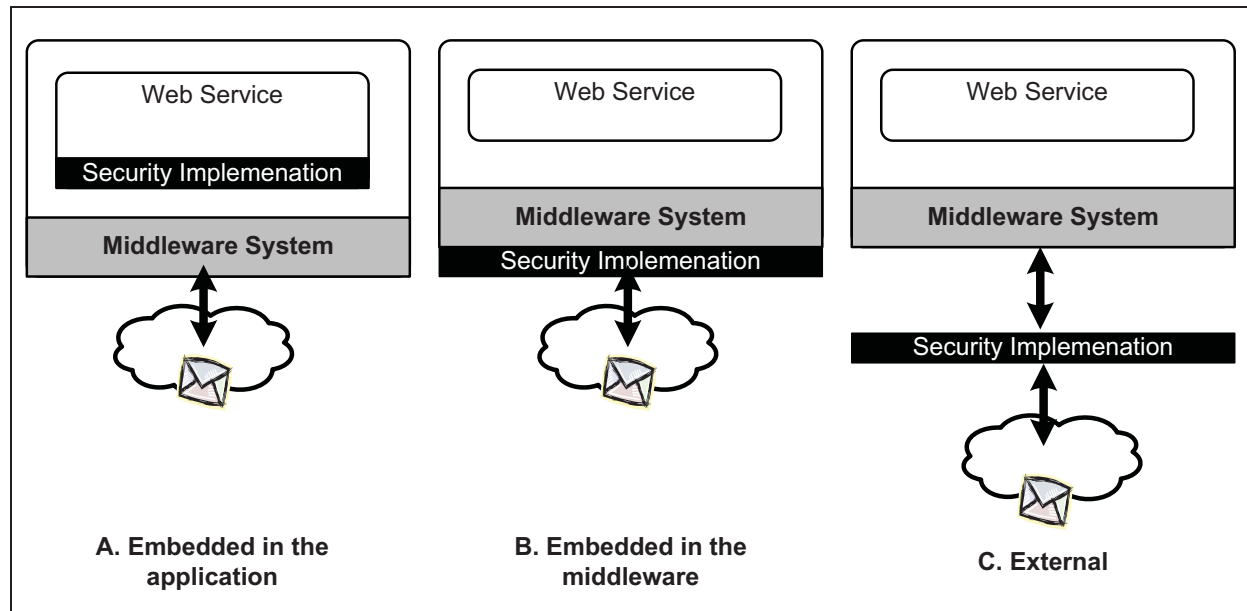 Web Service
Security Implemenation
Middleware System
A. Embedded in the
application
Web Service
Middleware System
Security Implemenation
B. Embedded in the
middleware
Web Service
Middleware System
Security Implemenation
C. External